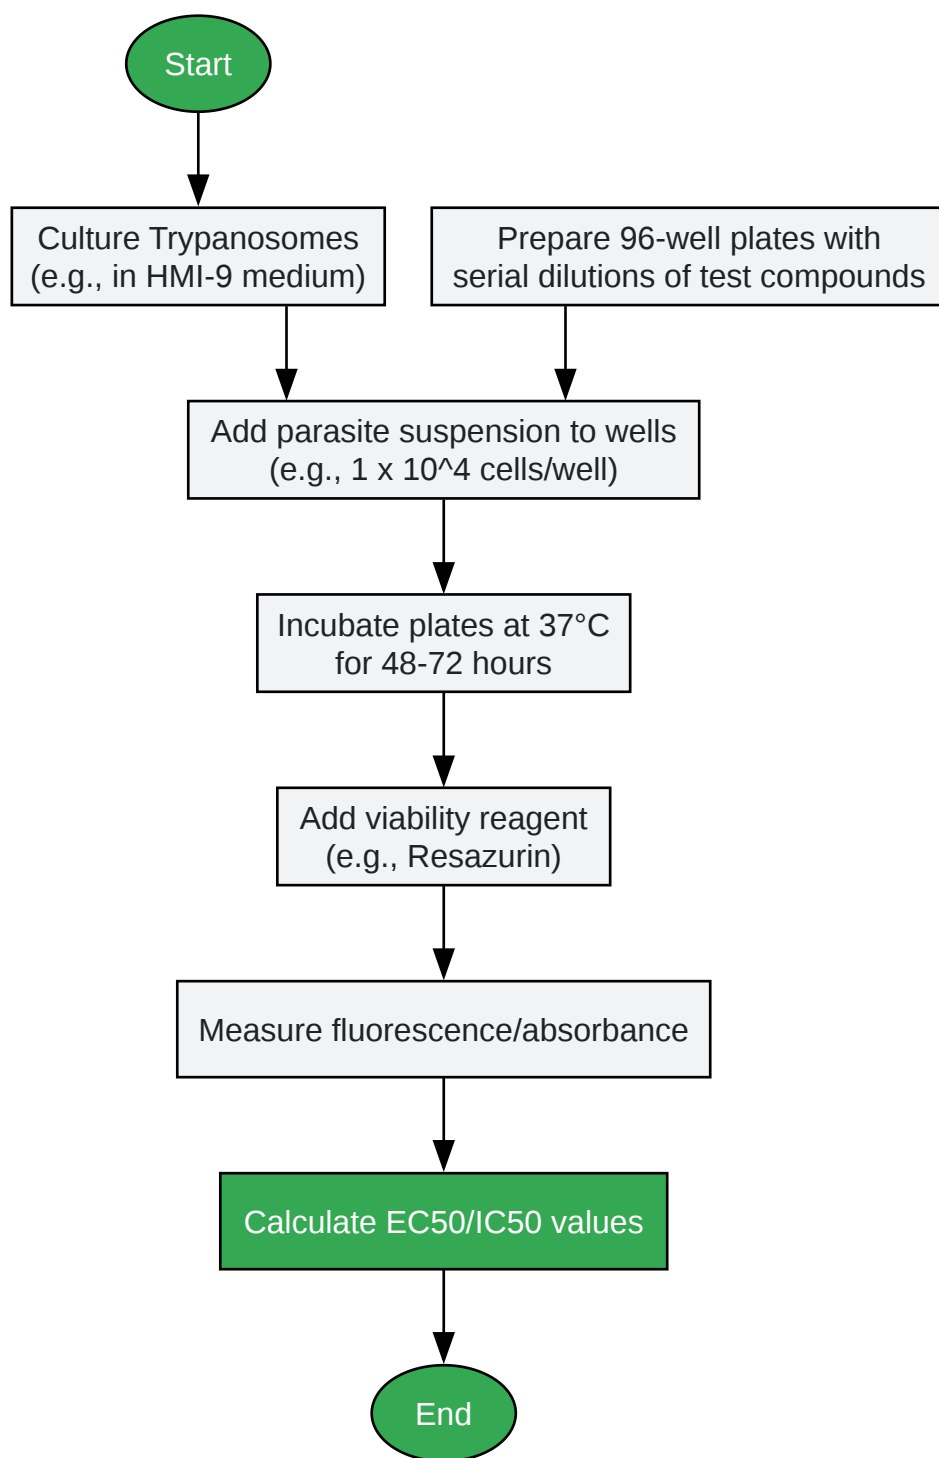 Start
Culture Trypanosomes
(e.g., in HMI-9 medium)
Prepare 96-well plates with
serial dilutions of test compounds
Add parasite suspension to wells
(e.g., 1 x 10^4 cells/well)
Incubate plates at 37°C
for 48-72 hours
Add viability reagent
(e.g., Resazurin)
Measure fluorescence/absorbance
Calculate EC50/IC50 values
End